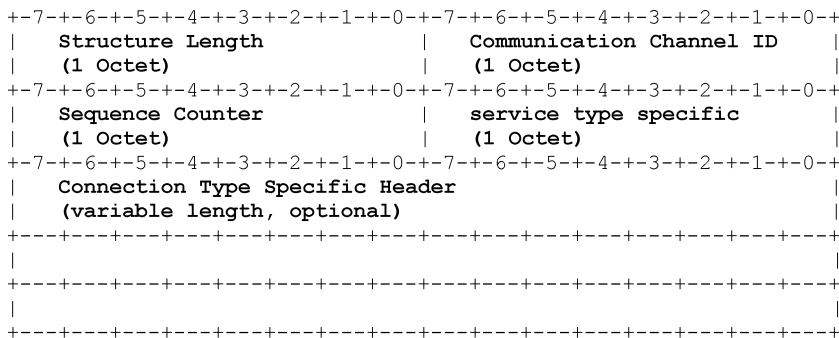 +-7-+-6-+-5-+-4-+-3-+-2-+-1-+-0-+-7-+-6-+-5-+-4-+-3-+-2-+-1-+-0-+
|   Structure Length            |   Communication Channel ID    |
|   (1 Octet)                   |   (1 Octet)                   |
+-7-+-6-+-5-+-4-+-3-+-2-+-1-+-0-+-7-+-6-+-5-+-4-+-3-+-2-+-1-+-0-+
|   Sequence Counter            |   service type specific       |
|   (1 Octet)                   |   (1 Octet)                   |
+-7-+-6-+-5-+-4-+-3-+-2-+-1-+-0-+-7-+-6-+-5-+-4-+-3-+-2-+-1-+-0-+
|   Connection Type Specific Header                             |
|   (variable length, optional)                                 |
+---+---+---+---+---+---+---+---+---+---+---+---+---+---+---+---+
|                                                               |
+---+---+---+---+---+---+---+---+---+---+---+---+---+---+---+---+
|                                                               |
+---+---+---+---+---+---+---+---+---+---+---+---+---+---+---+---+